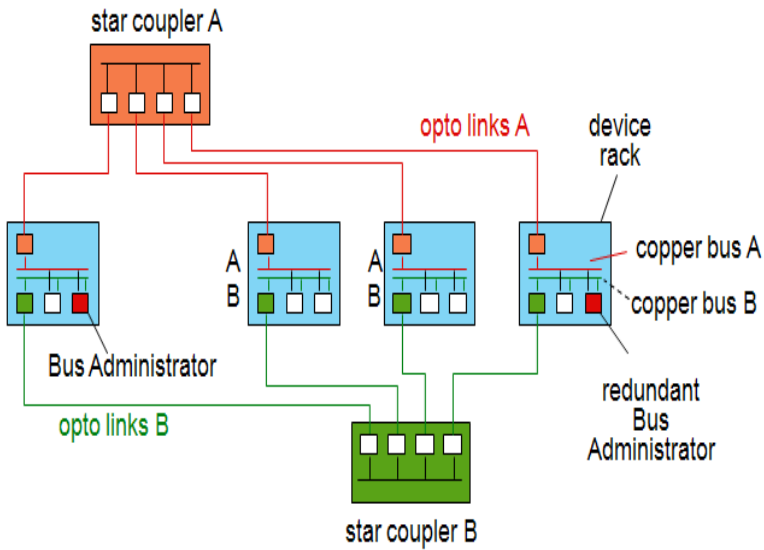 star coupler A
opto links A
device
rack
A
B
A
B
copper bus A
copper bus B
Bus Administrator
redundant
Bus
Administrator
opto links B
star coupler B